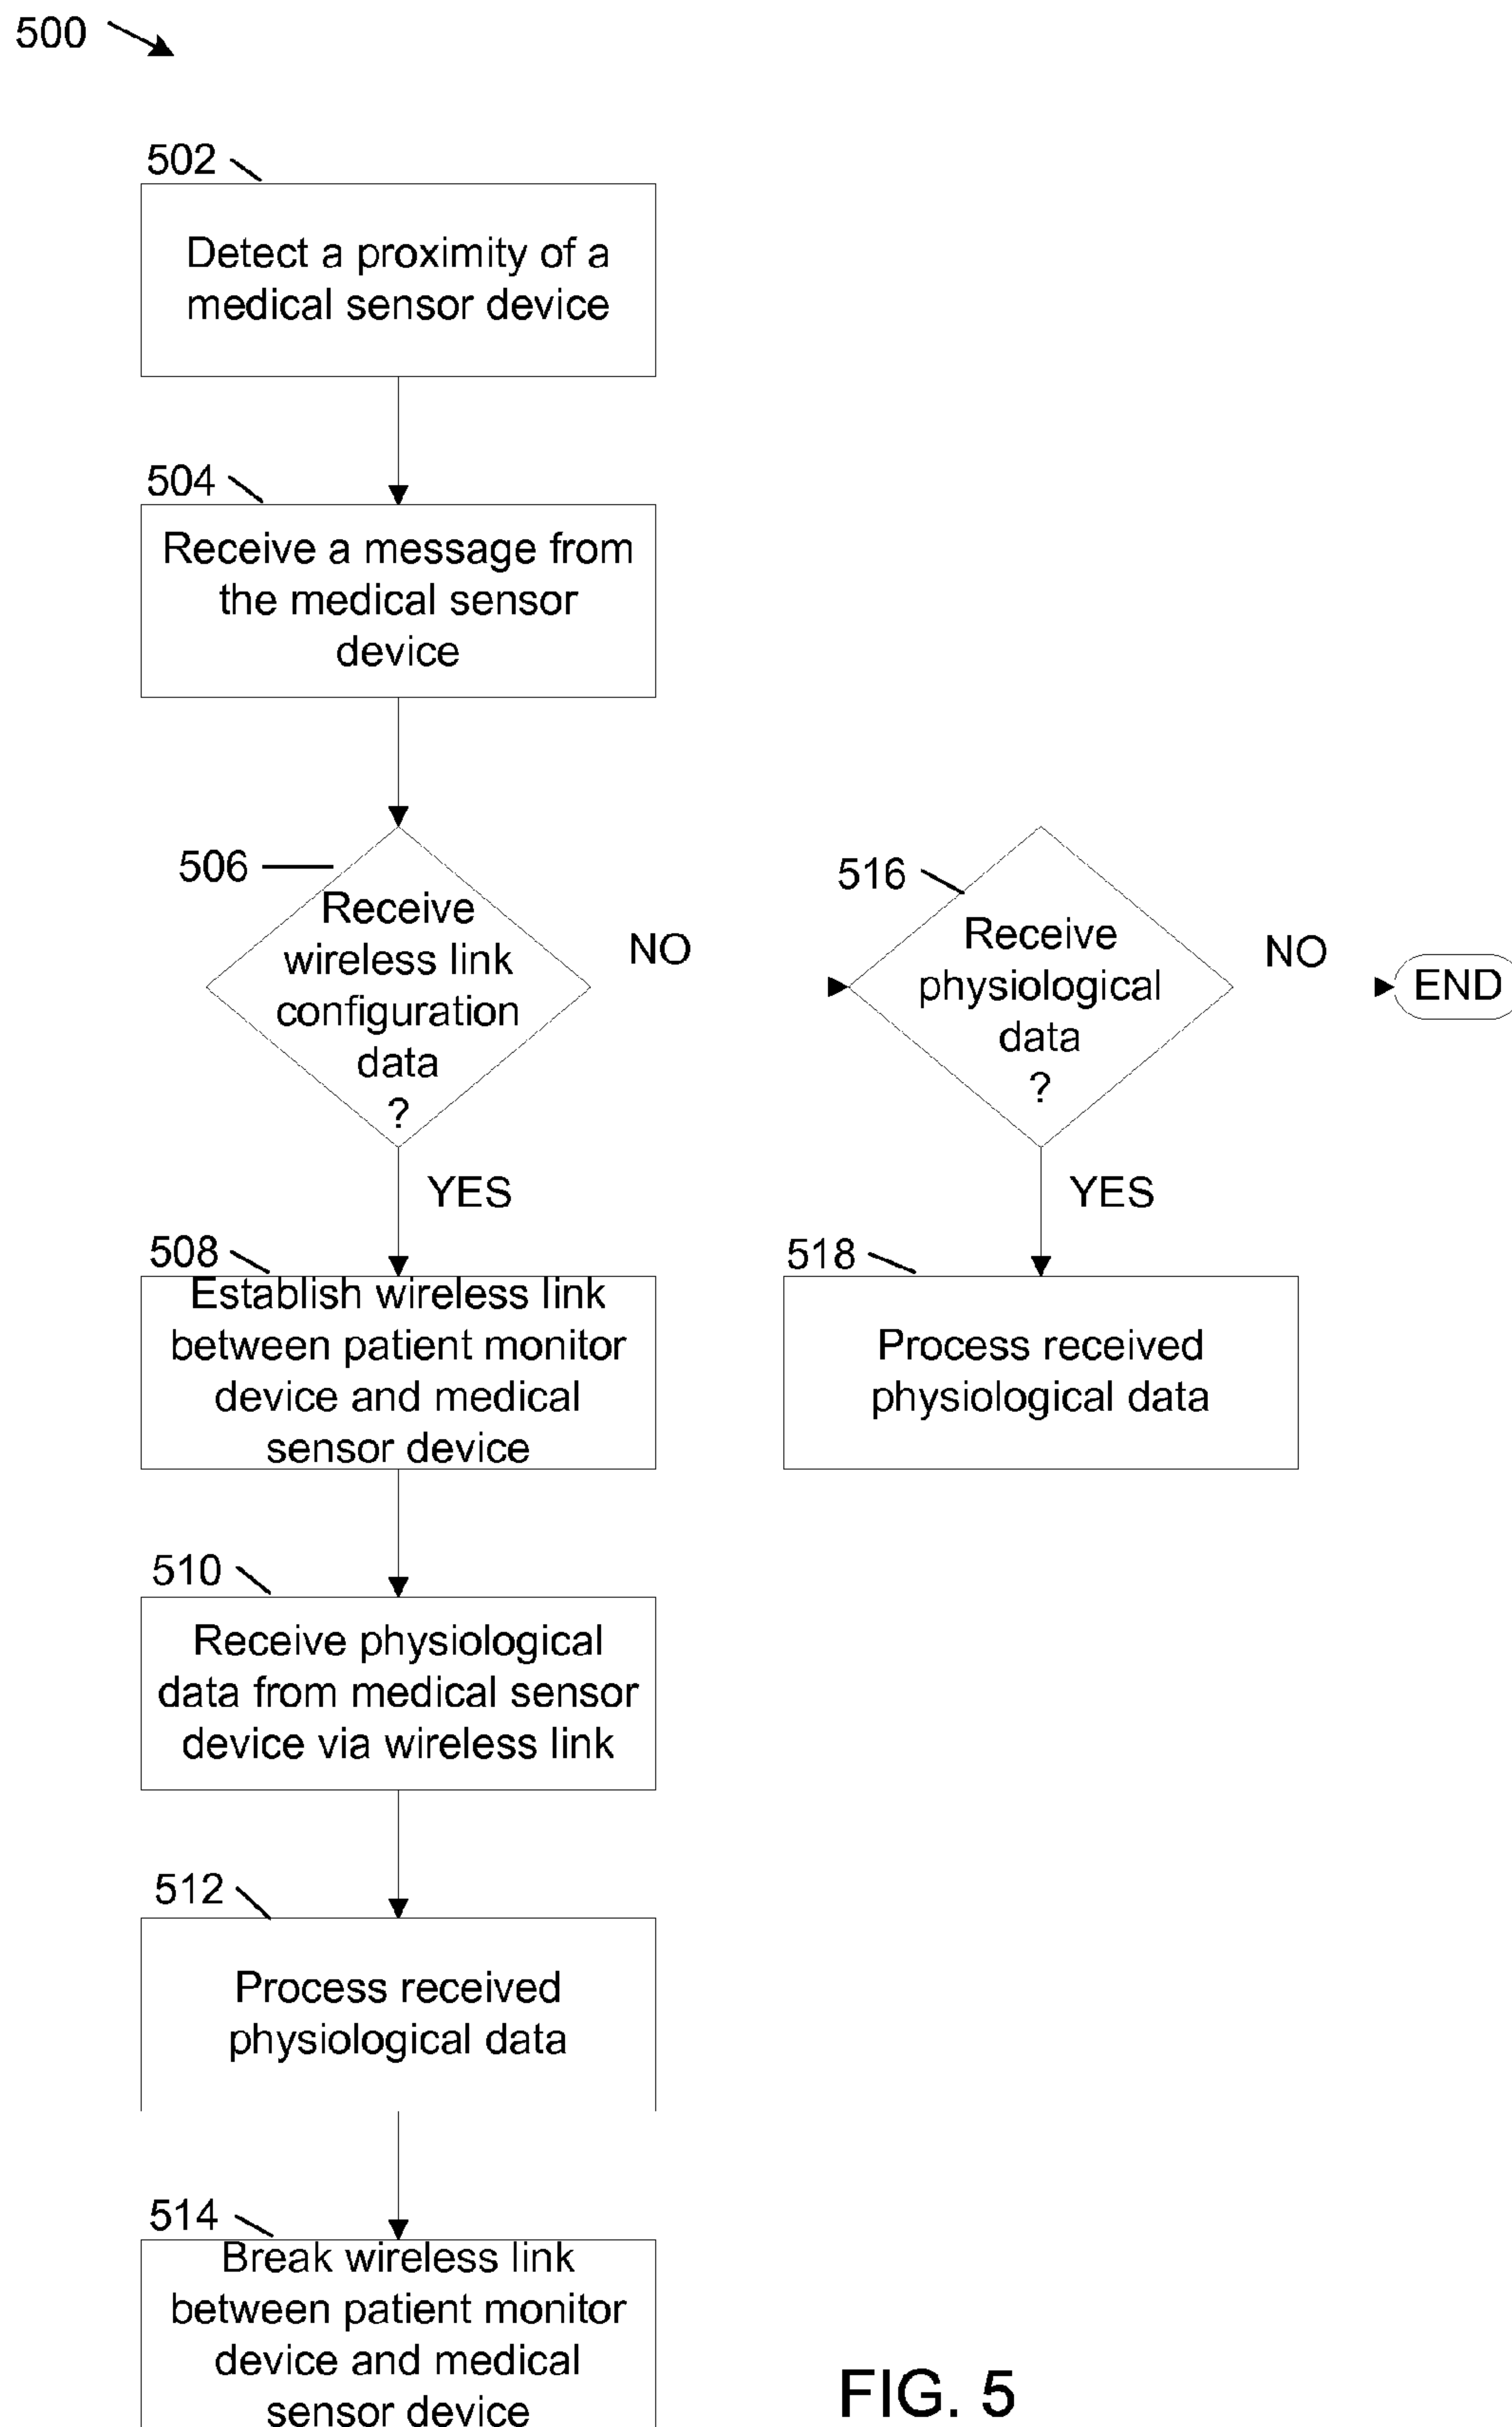 500
502
Detect a proximity of a
medical sensor device
504
Receive a message from
the medical sensor
device
506
Receive
wireless link
configuration
data
?
NO
516
Receive
physiological
data
?
NO
END
YES
YES
508
Establish wireless link
between patient monitor
device and medical
sensor device
518
Process received
physiological data
510
Receive physiological
data from medical sensor
device via wireless link
512
Process received
physiological data
514
Break wireless link
between patient monitor
device and medical
sensor device
FIG. 5